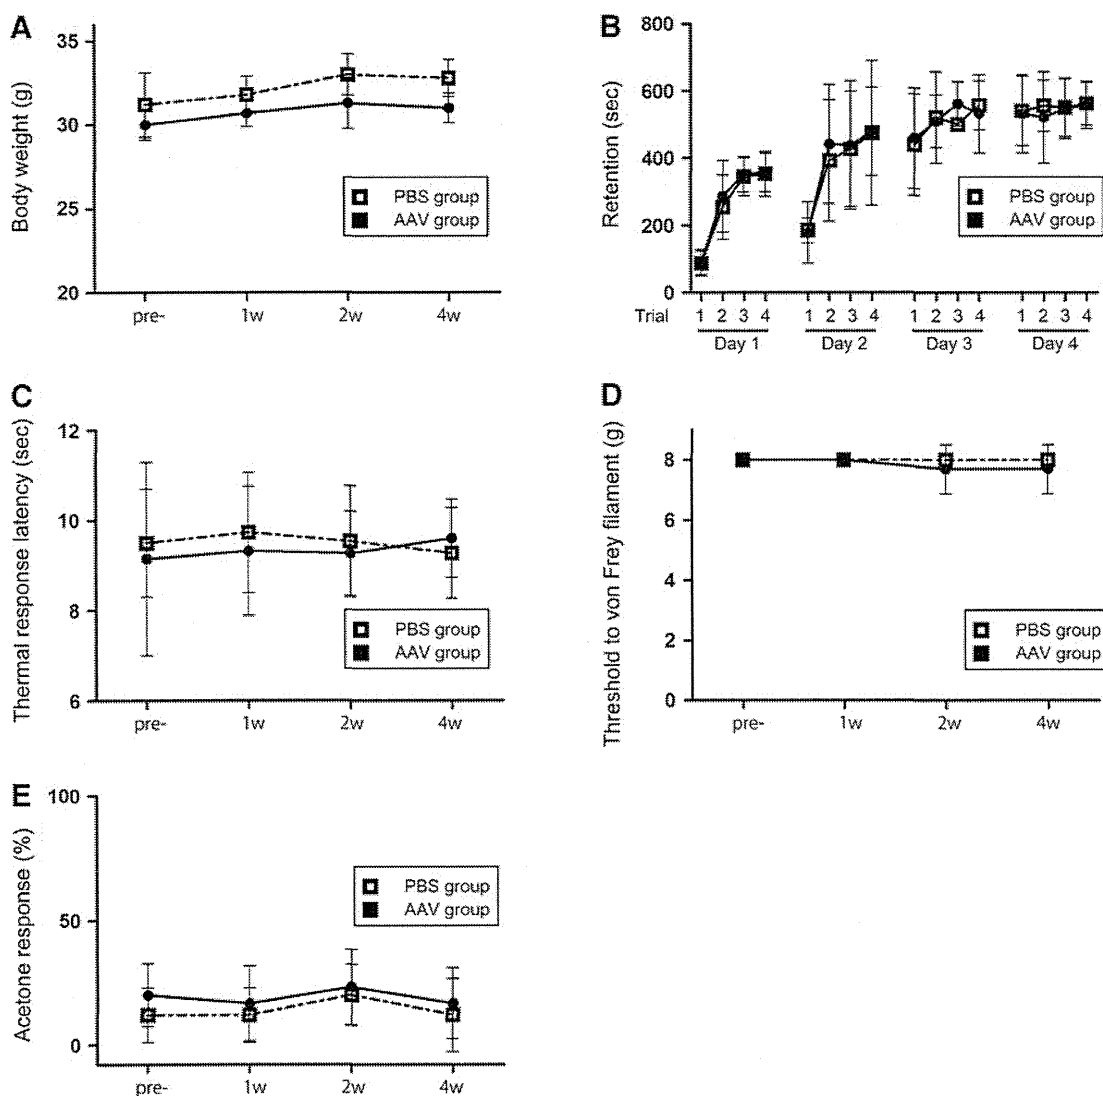 A
Body weight (g)
35
30
25
20
PBS group
AAV group
pre- 1w 2w 4w
B
Retention (sec)
800
600
400
200
0
PBS group
AAV group
Trial 1 2 3 4 1 2 3 4 1 2 3 4 1 2 3 4
Day 1 Day 2 Day 3 Day 4
C
Thermal response latency (sec)
12
10
8
6
PBS group
AAV group
pre- 1w 2w 4w
D
Threshold to von Frey filament (g)
8
6
4
2
0
PBS group
AAV group
pre- 1w 2w 4w
E
Acetone response (%)
100
50
0
PBS group
AAV group
pre- 1w 2w 4w